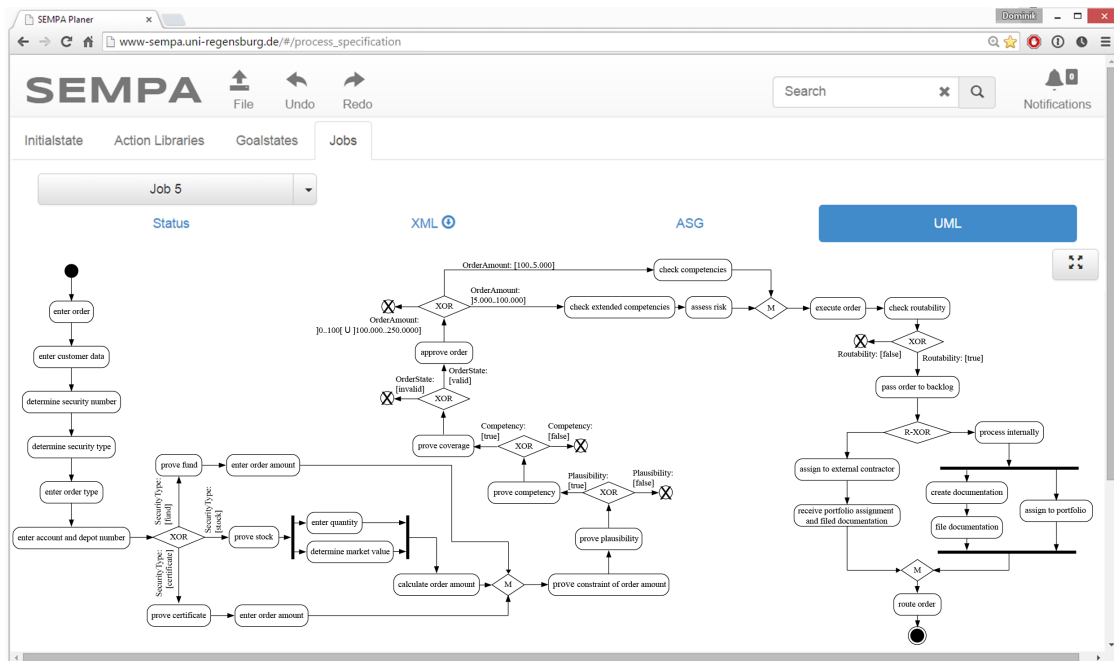 SEMPA Planer
Dominik
www-sempa.uni-regensburg.de/#/process_specification
SEMPA
File
Undo
Redo
Search
0
Notifications
Initialstate
Action Libraries
Goalstates
Jobs
Job 5
Status
XML
ASG
UML
enter order
enter customer data
determine security number
determine security type
enter order type
enter account and depot number
XOR
SecurityType:
[fund]
SecurityType:
[stock]
SecurityType:
[certificate]
prove fund
enter order amount
prove stock
enter quantity
determine market value
calculate order amount
prove certificate
enter order amount
M
prove constraint of order amount
prove plausibility
XOR
Plausibility:
[true]
Plausibility:
[false]
prove competency
XOR
Competency:
[true]
Competency:
[false]
prove coverage
XOR
OrderState:
[invalid]
OrderState:
[valid]
approve order
XOR
OrderAmount:
]0..100[ U ]100.000..250.0000]
OrderAmount: [100..5.000]
OrderAmount:
]5.000..100.000]
check competencies
check extended competencies
assess risk
M
execute order
check routability
XOR
Routability: [false]
Routability: [true]
pass order to backlog
R-XOR
process internally
assign to external contractor
receive portfolio assignment
and filed documentation
create documentation
file documentation
assign to portfolio
M
route order